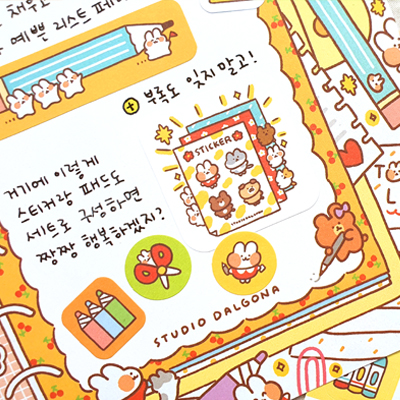 채우고
예쁜 리스트 페이
부록도 잊지 말고!
STICKER
STUDIO DALGONA
거기에 이렇게
스티커랑 패드도
세트로 구성하면
짱짱 행복하겠지?
STUDIO DALGONA